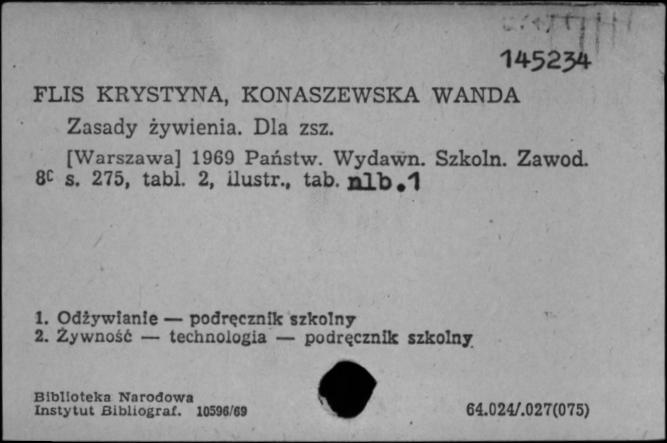 145234
FLIS KRYSTYNA, KONASZEWSKA WANDA
Zasady żywienia. Dla zsz.
[Warszawa] 1969 Państw. Wydawn. Szkoln. Zawod.
8° s. 275, tabl. 2, ilustr., tab. nlb.1
1. Odżywianie — podręcznik szkolny
2. Żywność — technologia — podręcznik szkolny
Biblioteka Narodowa
Instytut Bibliograf. 10596/69
64.024/.027(075)